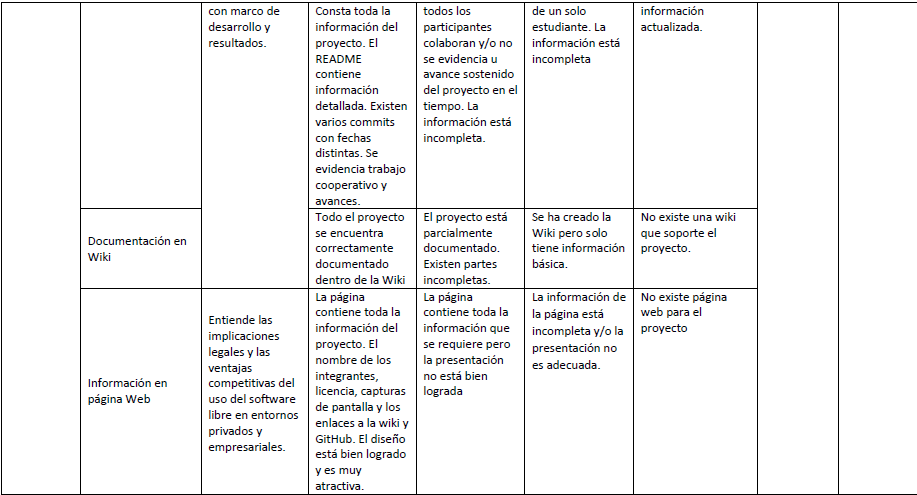 con marco de
desarrollo y
resultados.
Consta toda la
información del
proyecto. El
README
contiene
información
detallada. Existen
varios commits
con fechas
distintas. Se
evidencia trabajo
cooperativo y
avances.
todos los
participantes
colaboran y/o no
se evidencia u
avance sostenido
del proyecto en el
tiempo. La
información está
incompleta.
de un solo
estudiante. La
información está
incompleta
información
actualizada.
Documentación en
Wiki
Todo el proyecto
se encuentra
correctamente
documentado
dentro de la Wiki
El proyecto está
parcialmente
documentado.
Existen partes
incompletas.
Se ha creado la
Wiki pero solo
tiene información
básica.
No existe una wiki
que soporte el
proyecto.
Información en
página Web
Entiende las
implicaciones
legales y las
ventajas
competitivas del
uso del software
libre en entornos
privados y
empresariales.
La página
contiene toda la
información del
proyecto. El
nombre de los
integrantes,
licencia, capturas
de pantalla y los
enlaces a la wiki y
GitHub. El diseño
está bien logrado
y es muy
atractiva.
La página
contiene toda la
información que
se requiere pero
la presentación
no está bien
lograda
La información de
la página está
incompleta y/o la
presentación no
es adecuada.
No existe página
web para el
proyecto